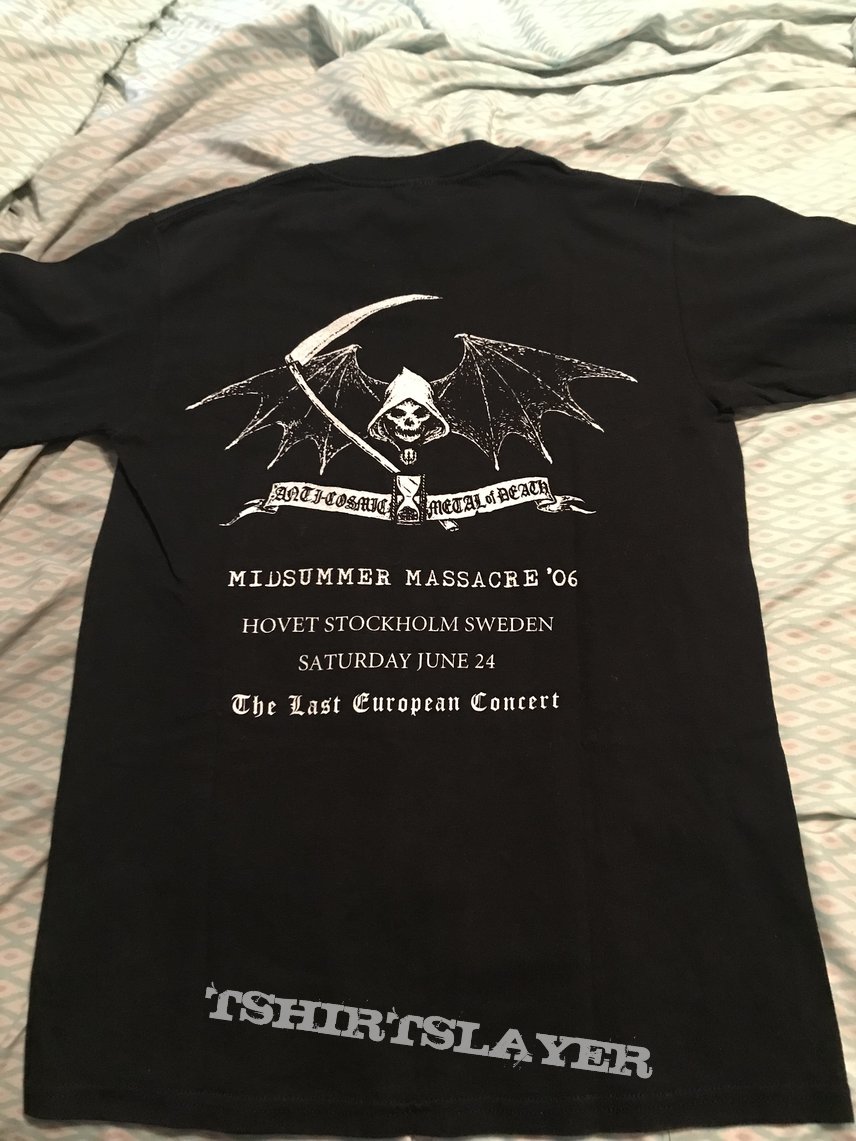 ANTI-COSMIC METAL of DEATH
MIDSUMMER MASSACRE '06
HOVET STOCKHOLM SWEDEN
SATURDAY JUNE 24
The Last European Concert
TSHIRTSLAYER